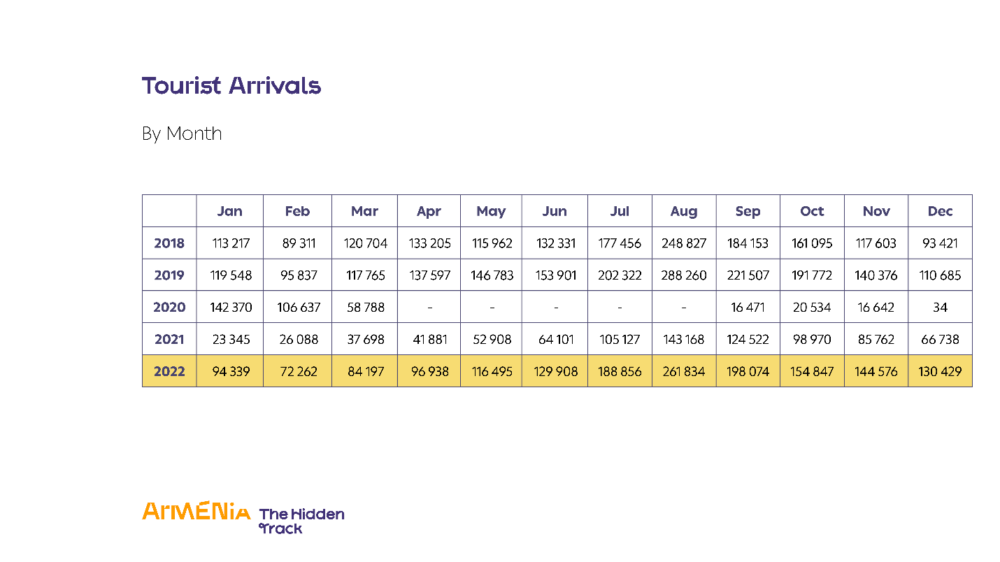 Tourist Arrivals
By Month
Jan Feb Mar Apr May Jun Jul Aug Sep Oct Nov Dec
2018 113 217 89 311 120 704 133 205 115 962 132 331 177 456 248 827 184 153 161 095 117 603 93 421
2019 119 548 95 837 117 765 137 597 146 783 153 901 202 322 288 260 221 507 191 772 140 376 110 685
2020 142 370 106 637 58 788 - - - - - 16 471 20 534 16 642 34
2021 23 345 26 088 37 698 41 881 52 908 64 101 105 127 143 168 124 522 98 970 85 762 66 738
2022 94 339 72 262 84 197 96 938 116 495 129 908 188 856 261 834 198 074 154 847 144 576 130 429
ArMÉNiA The Hidden
Track